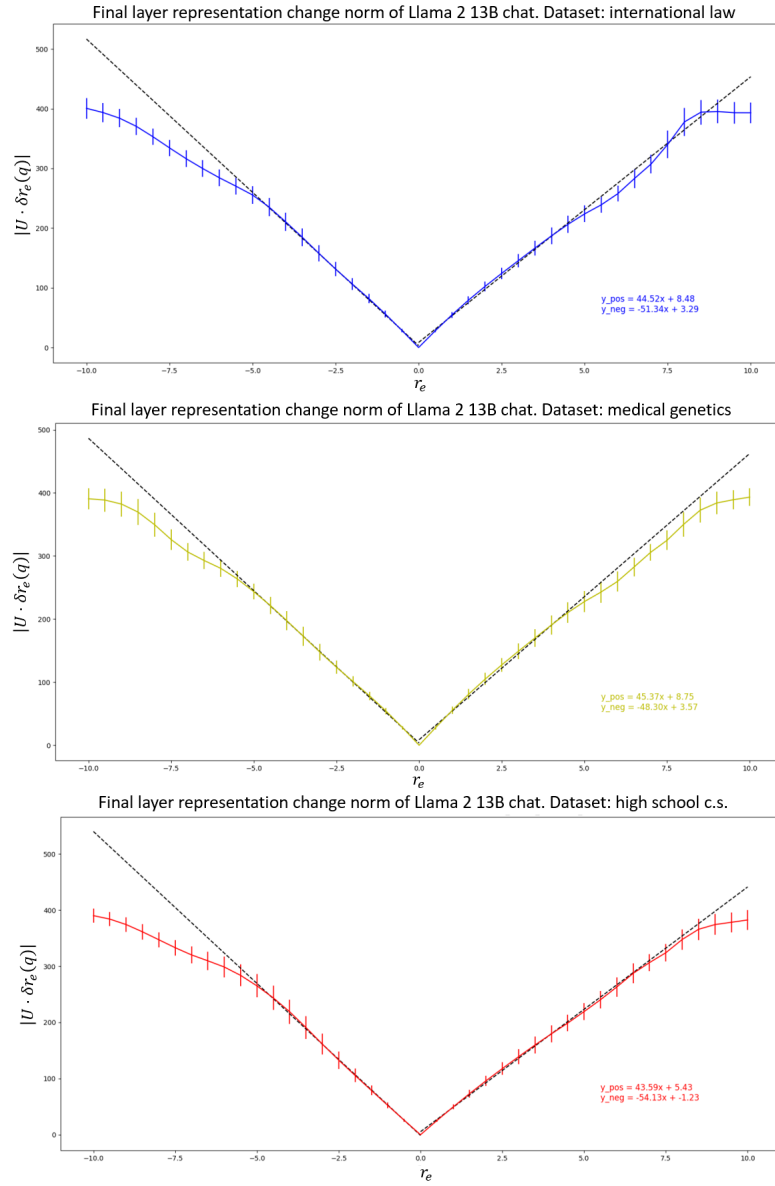 Final layer representation change norm of Llama 2 13B chat. Dataset: international law
500
400
300
200
100
0
|U · δr_e(q)|
y_pos = 44.52x + 8.48
y_neg = -51.34x + 3.29
−10.0 −7.5 −5.0 −2.5 0.0 2.5 5.0 7.5 10.0
r_e
Final layer representation change norm of Llama 2 13B chat. Dataset: medical genetics
500
400
300
200
100
0
|U · δr_e(q)|
y_pos = 45.37x + 8.75
y_neg = -48.30x + 3.57
−10.0 −7.5 −5.0 −2.5 0.0 2.5 5.0 7.5 10.0
r_e
Final layer representation change norm of Llama 2 13B chat. Dataset: high school c.s.
500
400
300
200
100
0
|U · δr_e(q)|
y_pos = 43.59x + 5.43
y_neg = -54.13x + -1.23
−10.0 −7.5 −5.0 −2.5 0.0 2.5 5.0 7.5 10.0
r_e